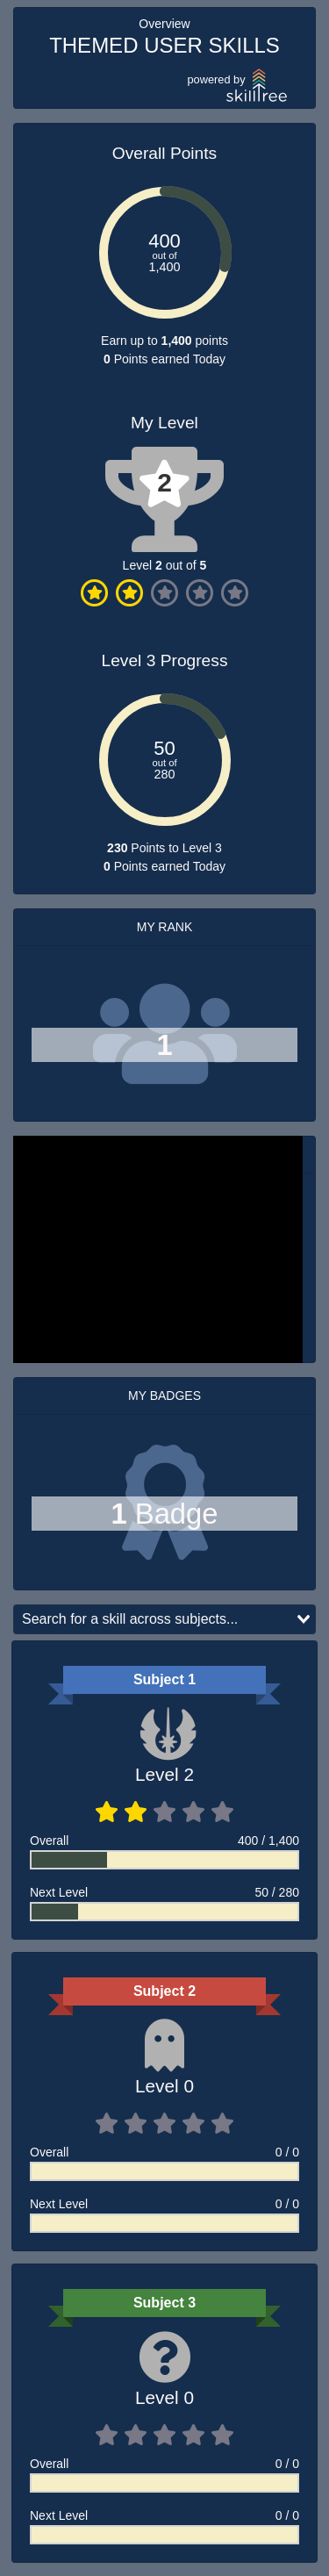 Overview
THEMED USER SKILLS
powered by
skilltree
Overall Points
400
out of
1,400
Earn up to 1,400 points
0 Points earned Today
My Level
2
Level 2 out of 5
Level 3 Progress
50
out of
280
230 Points to Level 3
0 Points earned Today
MY RANK
1
MY BADGES
1 Badge
Search for a skill across subjects...
Subject 1
Level 2
Overall 400 / 1,400
Next Level 50 / 280
Subject 2
Level 0
Overall 0 / 0
Next Level 0 / 0
Subject 3
Level 0
Overall 0 / 0
Next Level 0 / 0